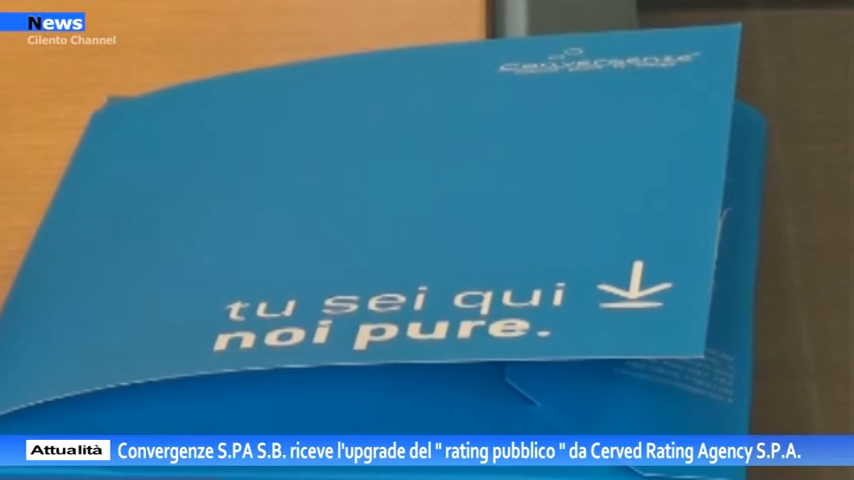 News
Cilento Channel
Convergenze
tu sei qui
noi pure.
Attualità
Convergenze S.PA S.B. riceve l'upgrade del " rating pubblico " da Cerved Rating Agency S.P.A.